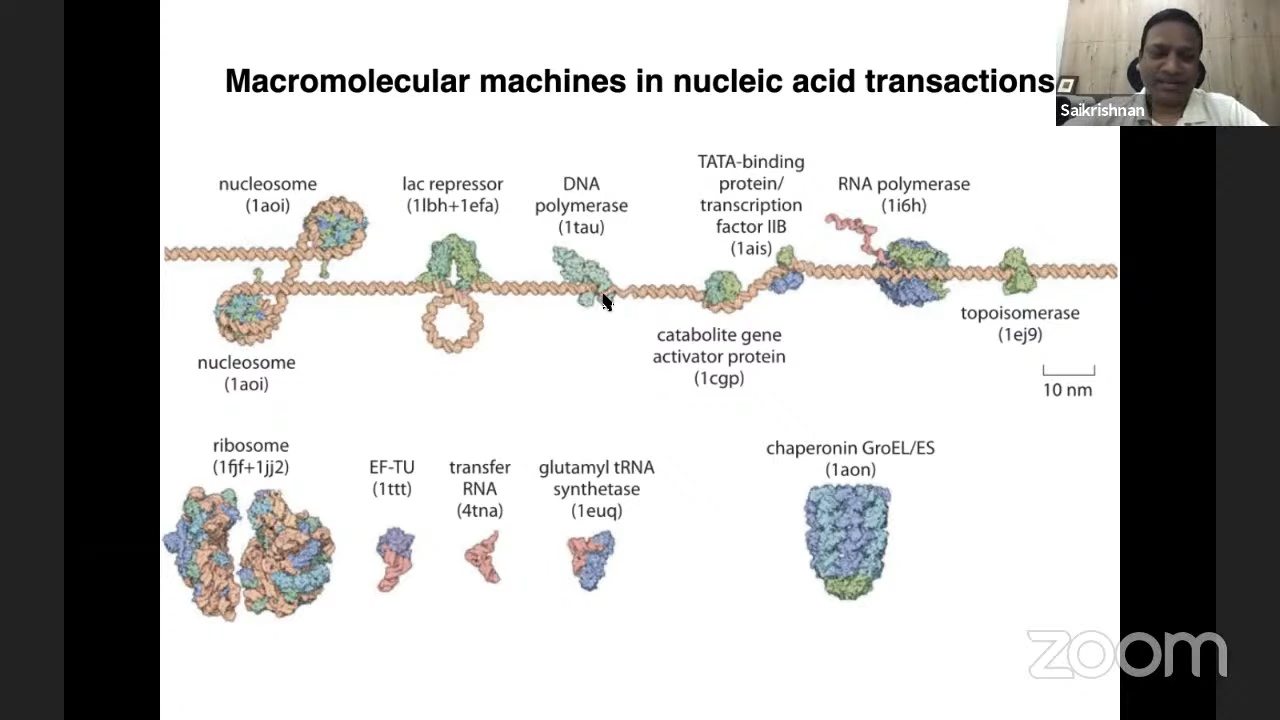 Macromolecular machines in nucleic acid transactions
Saikrishnan
nucleosome
(1aoi)
lac repressor
(1lbh+1efa)
DNA
polymerase
(1tau)
TATA-binding
protein/
transcription
factor IIB
(1ais)
RNA polymerase
(1i6h)
nucleosome
(1aoi)
catabolite gene
activator protein
(1cgp)
topoisomerase
(1ej9)
10 nm
ribosome
(1fjf+1jj2)
EF-TU
(1ttt)
transfer
RNA
(4tna)
glutamyl tRNA
synthetase
(1euq)
chaperonin GroEL/ES
(1aon)
zoom